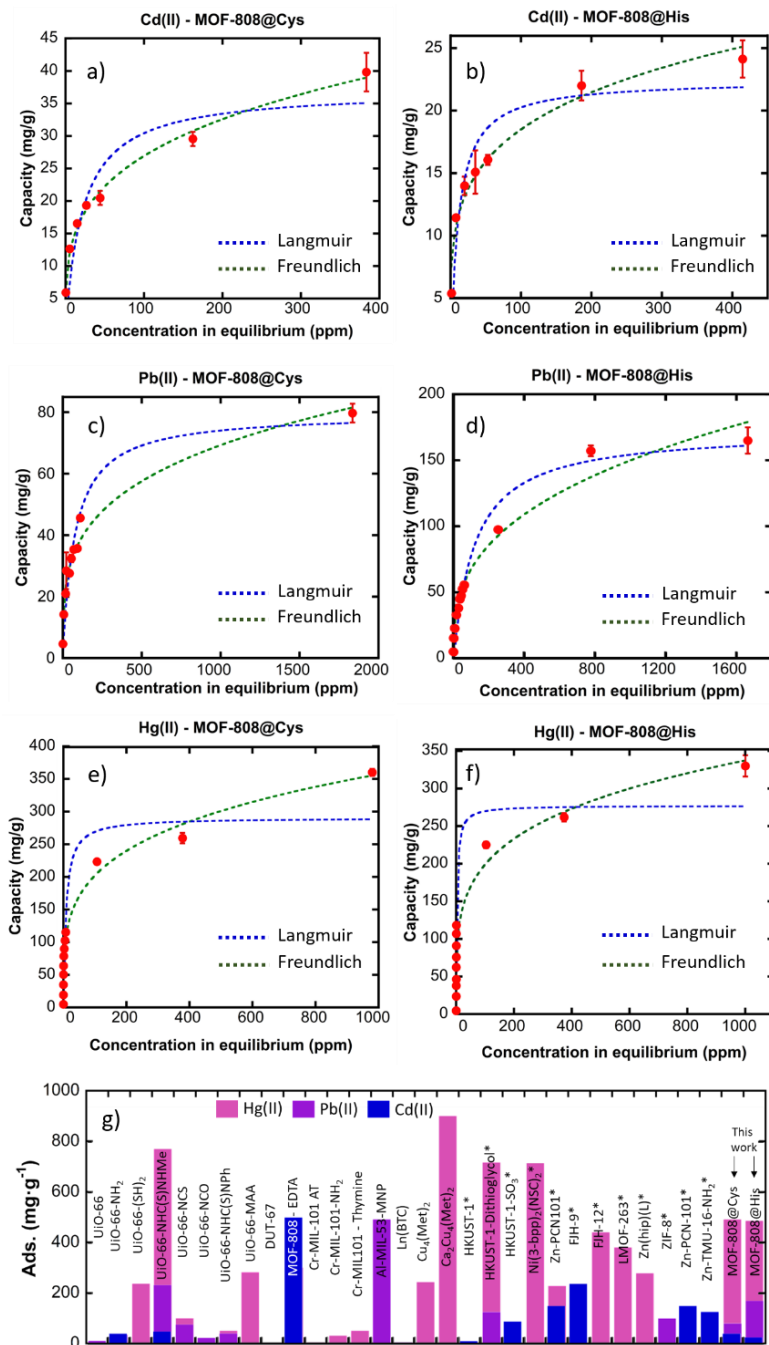 Cd(II) - MOF-808@Cys
Cd(II) - MOF-808@His
a)
Capacity (mg/g)
45
40
35
30
25
20
15
10
5
Langmuir
Freundlich
0 100 200 300 400
Concentration in equilibrium (ppm)
b)
Capacity (mg/g)
25
20
15
10
5
Langmuir
Freundlich
0 100 200 300 400
Concentration in equilibrium (ppm)
Pb(II) - MOF-808@Cys
Pb(II) - MOF-808@His
c)
Capacity (mg/g)
80
60
40
20
0
Langmuir
Freundlich
0 500 1000 1500 2000
Concentration in equilibrium (ppm)
d)
Capacity (mg/g)
200
150
100
50
0
Langmuir
Freundlich
0 400 800 1200 1600
Concentration in equilibrium (ppm)
Hg(II) - MOF-808@Cys
Hg(II) - MOF-808@His
e)
Capacity (mg/g)
400
350
300
250
200
150
100
50
0
Langmuir
Freundlich
0 200 400 600 800 1000
Concentration in equilibrium (ppm)
f)
Capacity (mg/g)
350
300
250
200
150
100
50
0
Langmuir
Freundlich
0 200 400 600 800 1000
Concentration in equilibrium (ppm)
g)
Hg(II) Pb(II) Cd(II)
Ads. (mg·g⁻¹)
1000
800
600
400
200
0
This
work
UiO-66
UiO-66-NH₂
UiO-66-(SH)₂
UiO-66-NHC(S)NHMe
UiO-66-NCS
UiO-66-NCO
UiO-66-NHC(S)NPh
UiO-66-MAA
DUT-67
MOF-808 - EDTA
Cr-MIL-101 AT
Cr-MIL-101-NH₂
Cr-MIL101 - Thymine
Al-MIL-53-MNP
Ln(BTC)
Cu₄(Met)₂
Ca₂Cu₄(Met)₂
HKUST-1*
HKUST-1-Dithioglycol*
HKUST-1-SO₃*
Ni(3-bpp)₂(NSC)₂*
Zn-PCN101*
FJH-9*
FJH-12*
LMOF-263*
Zn(hip)(L)*
ZIF-8*
Zn-PCN-101*
Zn-TMU-16-NH₂*
MOF-808@Cys
MOF-808@His